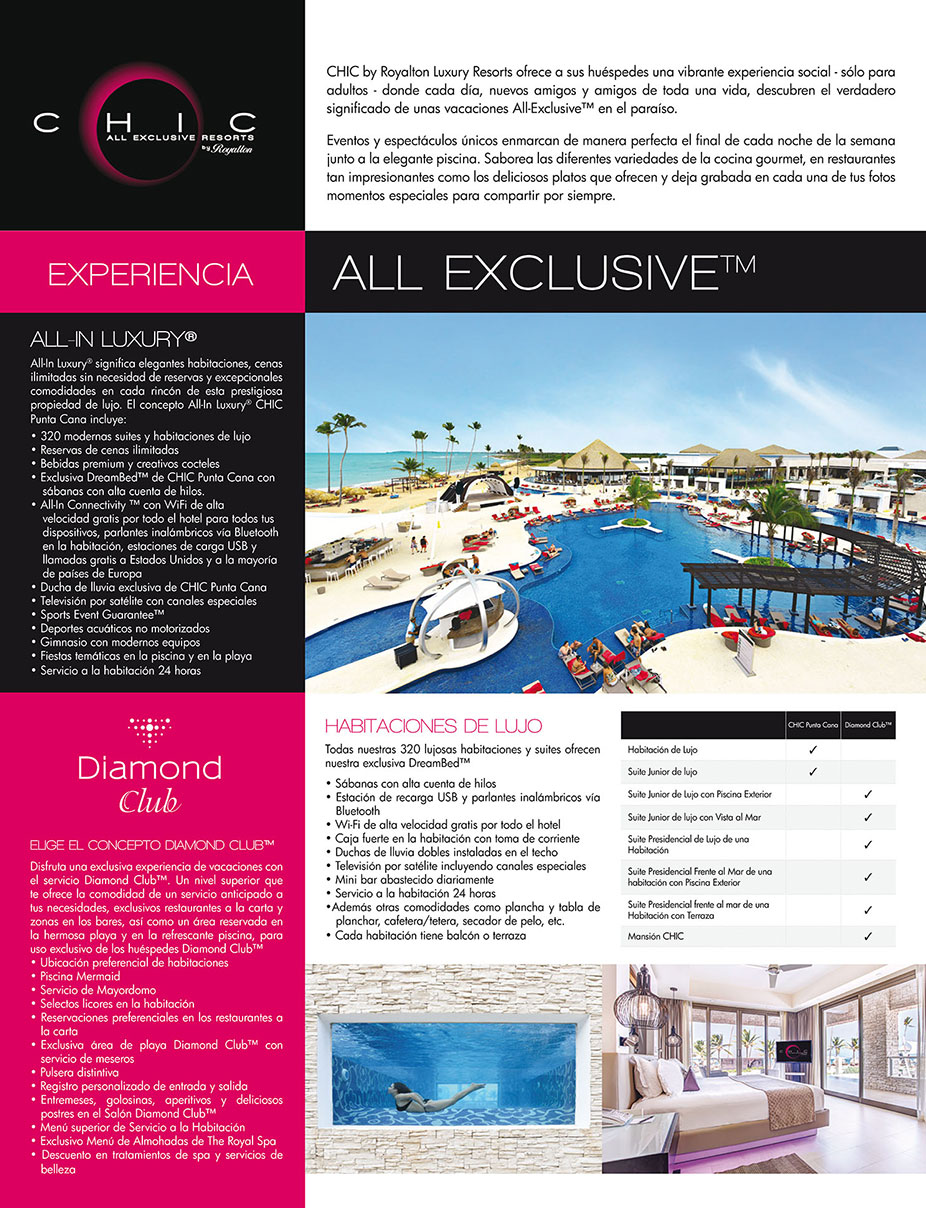 CHIC
ALL EXCLUSIVE RESORTS
by Royalton
CHIC by Royalton Luxury Resorts ofrece a sus huéspedes una vibrante experiencia social - sólo para
adultos - donde cada día, nuevos amigos y amigos de toda una vida, descubren el verdadero
significado de unas vacaciones All-Exclusive™ en el paraíso.
Eventos y espectáculos únicos enmarcan de manera perfecta el final de cada noche de la semana
junto a la elegante piscina. Saborea las diferentes variedades de la cocina gourmet, en restaurantes
tan impresionantes como los deliciosos platos que ofrecen y deja grabada en cada una de tus fotos
momentos especiales para compartir por siempre.
EXPERIENCIA
ALL EXCLUSIVE™
ALL-IN LUXURY®
All-In Luxury® significa elegantes habitaciones, cenas
ilimitadas sin necesidad de reservas y excepcionales
comodidades en cada rincón de esta prestigiosa
propiedad de lujo. El concepto All-In Luxury® CHIC
Punta Cana incluye:
• 320 modernas suites y habitaciones de lujo
• Reservas de cenas ilimitadas
• Bebidas premium y creativos cocteles
• Exclusiva DreamBed™ de CHIC Punta Cana con
sábanas con alta cuenta de hilos.
• All-In Connectivity ™ con WiFi de alta
velocidad gratis por todo el hotel para todos tus
dispositivos, parlantes inalámbricos vía Bluetooth
en la habitación, estaciones de carga USB y
llamadas gratis a Estados Unidos y a la mayoría
de países de Europa
• Ducha de lluvia exclusiva de CHIC Punta Cana
• Televisión por satélite con canales especiales
• Sports Event Guarantee™
• Deportes acuáticos no motorizados
• Gimnasio con modernos equipos
• Fiestas temáticas en la piscina y en la playa
• Servicio a la habitación 24 horas
Diamond
Club
ELIGE EL CONCEPTO DIAMOND CLUB™
Disfruta una exclusiva experiencia de vacaciones con
el servicio Diamond Club™. Un nivel superior que
te ofrece la comodidad de un servicio anticipado a
tus necesidades, exclusivos restaurantes a la carta y
zonas en los bares, así como un área reservada en
la hermosa playa y en la refrescante piscina, para
uso exclusivo de los huéspedes Diamond Club™
• Ubicación preferencial de habitaciones
• Piscina Mermaid
• Servicio de Mayordomo
• Selectos licores en la habitación
• Reservaciones preferenciales en los restaurantes a
la carta
• Exclusiva área de playa Diamond Club™ con
servicio de meseros
• Pulsera distintiva
• Registro personalizado de entrada y salida
• Entremeses, golosinas, aperitivos y deliciosos
postres en el Salón Diamond Club™
• Menú superior de Servicio a la Habitación
• Exclusivo Menú de Almohadas de The Royal Spa
• Descuento en tratamientos de spa y servicios de
belleza
HABITACIONES DE LUJO
Todas nuestras 320 lujosas habitaciones y suites ofrecen
nuestra exclusiva DreamBed™
• Sábanas con alta cuenta de hilos
• Estación de recarga USB y parlantes inalámbricos vía
Bluetooth
• Wi-Fi de alta velocidad gratis por todo el hotel
• Caja fuerte en la habitación con toma de corriente
• Duchas de lluvia dobles instaladas en el techo
• Televisión por satélite incluyendo canales especiales
• Mini bar abastecido diariamente
• Servicio a la habitación 24 horas
•Además otras comodidades como plancha y tabla de
planchar, cafetera/tetera, secador de pelo, etc.
• Cada habitación tiene balcón o terraza
CHIC Punta Cana Diamond Club™
Habitación de Lujo ✓
Suite Junior de lujo ✓
Suite Junior de Lujo con Piscina Exterior ✓
Suite Junior de lujo con Vista al Mar ✓
Suite Presidencial de Lujo de una
Habitación ✓
Suite Presidencial Frente al Mar de una
habitación con Piscina Exterior ✓
Suite Presidencial frente al mar de una
Habitación con Terraza ✓
Mansión CHIC ✓